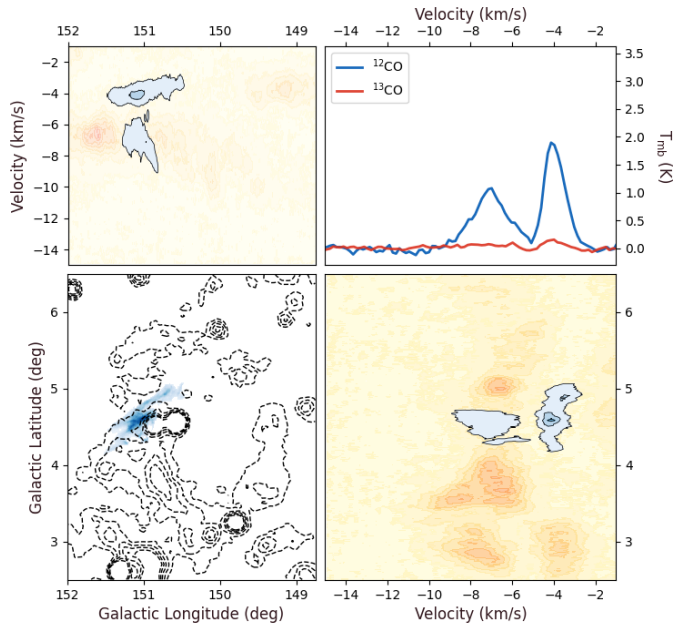 Velocity (km/s)
152 151 150 149
−14 −12 −10 −8 −6 −4 −2
−2
−4
−6
−8
−10
−12
−14
Velocity (km/s)
¹²CO
¹³CO
3.5
3.0
2.5
2.0
1.5
1.0
0.5
0.0
Tmb (K)
6
5
4
3
Galactic Latitude (deg)
6
5
4
3
152 151 150 149
−14 −12 −10 −8 −6 −4 −2
Galactic Longitude (deg)
Velocity (km/s)